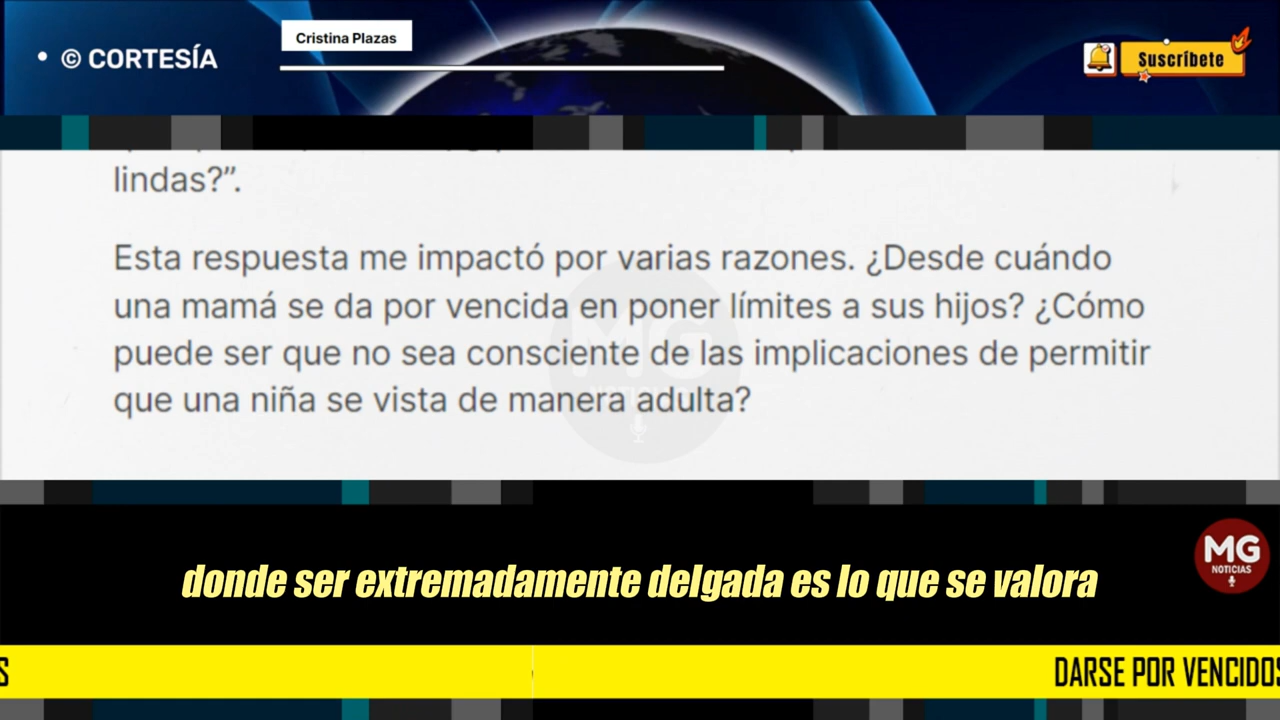 © CORTESÍA
Cristina Plazas
Suscríbete
lindas?”.
Esta respuesta me impactó por varias razones. ¿Desde cuándo
una mamá se da por vencida en poner límites a sus hijos? ¿Cómo
puede ser que no sea consciente de las implicaciones de permitir
que una niña se vista de manera adulta?
MG
NOTICIAS
donde ser extremadamente delgada es lo que se valora
MG
NOTICIAS
S
DARSE POR VENCIDOS